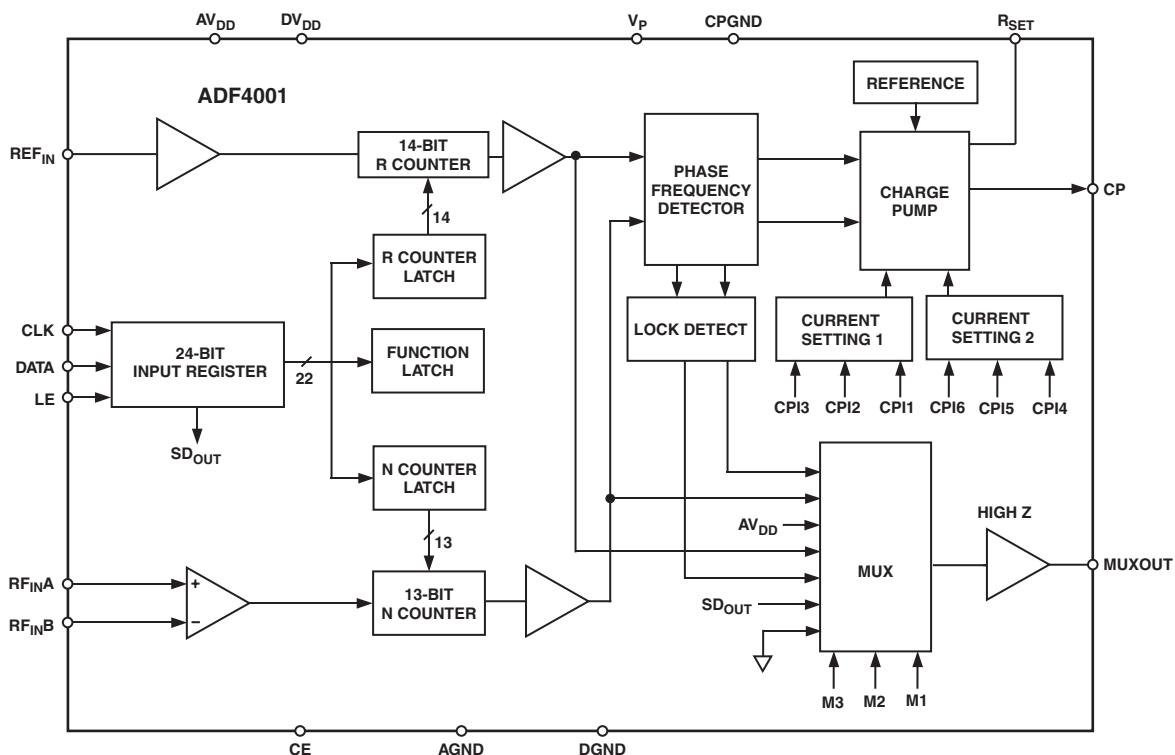 AVDD
DVDD
VP
CPGND
RSET
ADF4001
REFERENCE
REFIN
14-BIT
R COUNTER
PHASE
FREQUENCY
DETECTOR
CHARGE
PUMP
CP
14
R COUNTER
LATCH
CLK
DATA
LE
24-BIT
INPUT REGISTER
22
FUNCTION
LATCH
LOCK DETECT
CURRENT
SETTING 1
CURRENT
SETTING 2
CPI3
CPI2
CPI1
CPI6
CPI5
CPI4
SDOUT
N COUNTER
LATCH
13
AVDD
HIGH Z
MUX
MUXOUT
RFINA
RFINB
+
–
13-BIT
N COUNTER
SDOUT
M3
M2
M1
CE
AGND
DGND